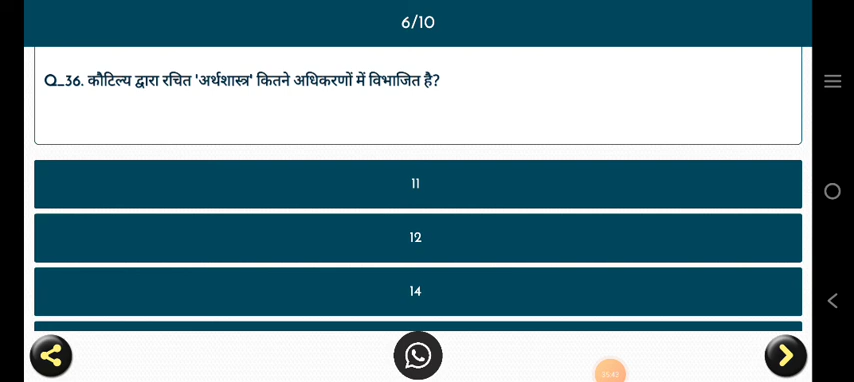 6/10
Q_36. कौटिल्य द्वारा रचित 'अर्थशास्त्र' कितने अधिकरणों में विभाजित है?
11
12
14